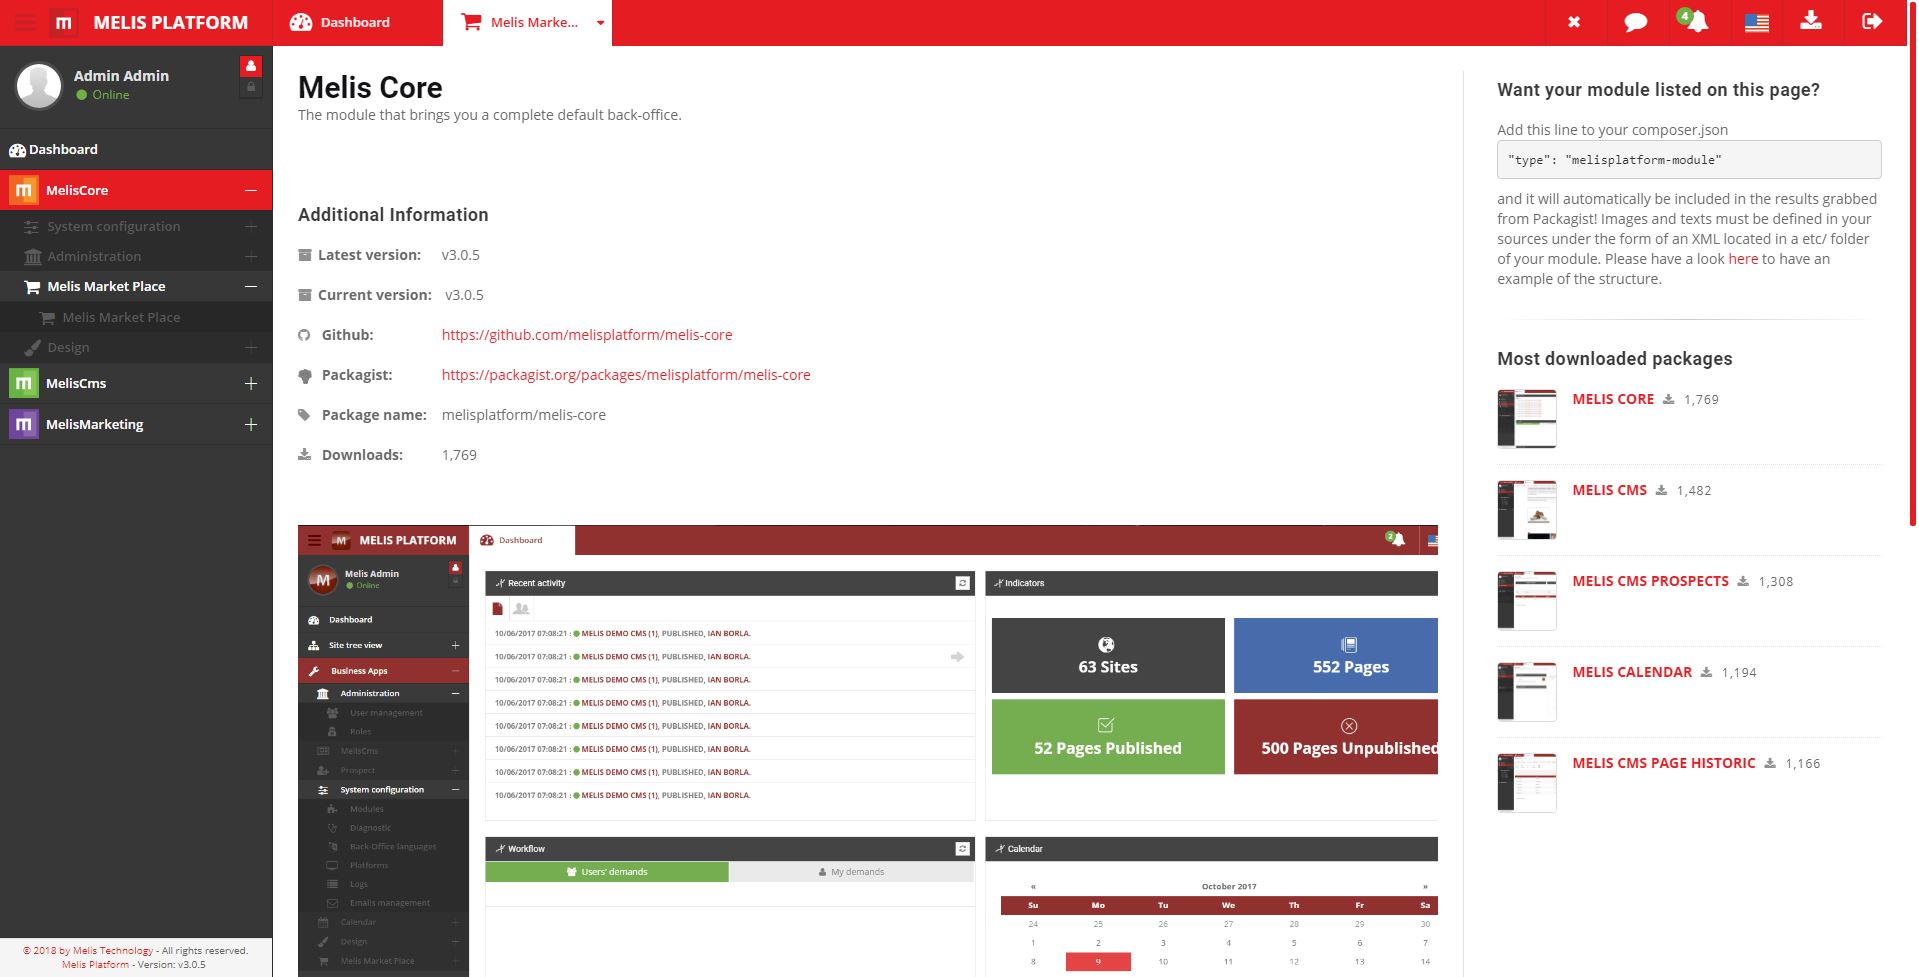 MELIS PLATFORM
Dashboard
Melis Marke...
4
Admin Admin
Online
Dashboard
MelisCore
System configuration
Administration
Melis Market Place
Melis Market Place
Design
MelisCms
MelisMarketing
© 2018 by Melis Technology - All rights reserved.
Melis Platform - Version: v3.0.5
Melis Core
The module that brings you a complete default back-office.
Additional Information
Latest version: v3.0.5
Current version: v3.0.5
Github: https://github.com/melisplatform/melis-core
Packagist: https://packagist.org/packages/melisplatform/melis-core
Package name: melisplatform/melis-core
Downloads: 1,769
MELIS PLATFORM
Dashboard
2
Melis Admin
Online
Dashboard
Site tree view
Business Apps
Administration
User management
Roles
MelisCms
Prospect
System configuration
Modules
Diagnostic
Back-Office languages
Platforms
Logs
Emails management
Calendar
Design
Melis Market Place
Recent activity
10/06/2017 07:08:21 : MELIS DEMO CMS (1), PUBLISHED, IAN BORLA.
10/06/2017 07:08:21 : MELIS DEMO CMS (1), PUBLISHED, IAN BORLA.
10/06/2017 07:08:21 : MELIS DEMO CMS (1), PUBLISHED, IAN BORLA.
10/06/2017 07:08:21 : MELIS DEMO CMS (1), PUBLISHED, IAN BORLA.
10/06/2017 07:08:21 : MELIS DEMO CMS (1), PUBLISHED, IAN BORLA.
10/06/2017 07:08:21 : MELIS DEMO CMS (1), PUBLISHED, IAN BORLA.
10/06/2017 07:08:21 : MELIS DEMO CMS (1), PUBLISHED, IAN BORLA.
10/06/2017 07:08:21 : MELIS DEMO CMS (1), PUBLISHED, IAN BORLA.
Indicators
63 Sites
552 Pages
52 Pages Published
500 Pages Unpublished
Workflow
Users' demands
My demands
Calendar
« October 2017 »
Su Mo Tu We Th Fr Sa
24 25 26 27 28 29 30
1 2 3 4 5 6 7
8 9 10 11 12 13 14
Want your module listed on this page?
Add this line to your composer.json
"type": "melisplatform-module"
and it will automatically be included in the results grabbed
from Packagist! Images and texts must be defined in your
sources under the form of an XML located in a etc/ folder
of your module. Please have a look here to have an
example of the structure.
Most downloaded packages
MELIS CORE 1,769
MELIS CMS 1,482
MELIS CMS PROSPECTS 1,308
MELIS CALENDAR 1,194
MELIS CMS PAGE HISTORIC 1,166